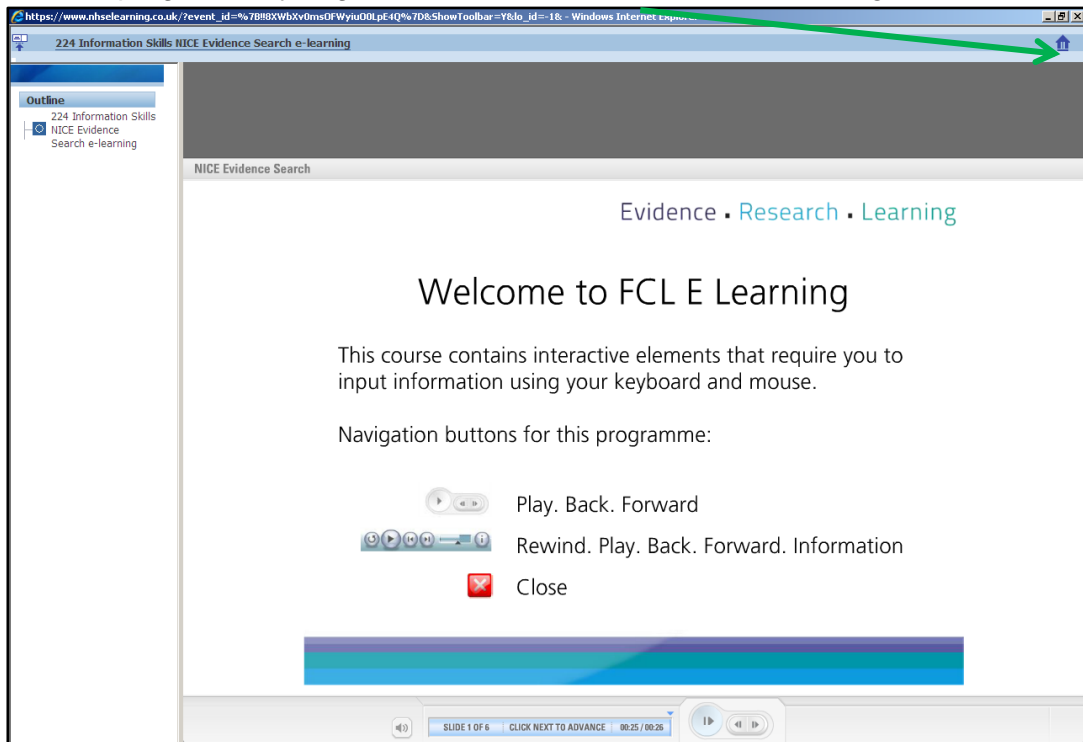 https://www.nhselearning.co.uk/?event_id=%7B!!8XWbXv0msOFWyiu0OLpE4Q%7D&ShowToolbar=Y&lo_id=-1& - Windows Internet Explorer
224 Information Skills NICE Evidence Search e-learning
Outline
224 Information Skills
NICE Evidence
Search e-learning
NICE Evidence Search
Evidence . Research . Learning
Welcome to FCL E Learning
This course contains interactive elements that require you to
input information using your keyboard and mouse.
Navigation buttons for this programme:
Play. Back. Forward
Rewind. Play. Back. Forward. Information
Close
SLIDE 1 OF 6 CLICK NEXT TO ADVANCE 00:25 / 00:26